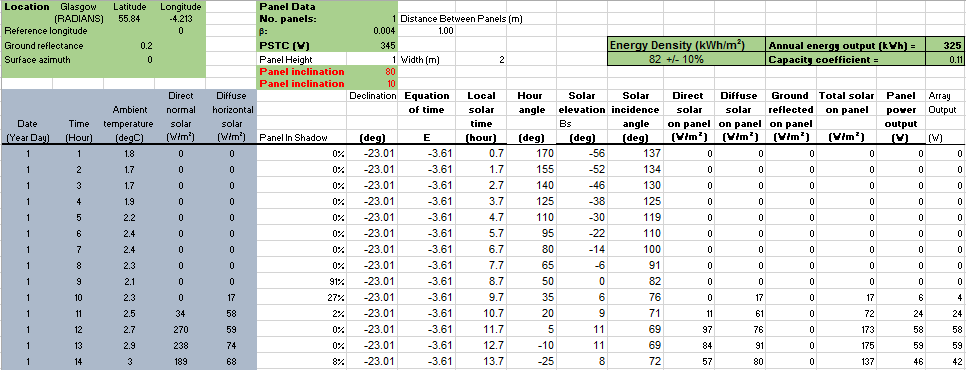 Location Glasgow Latitude Longitude Panel Data
(RADIANS) 55.84 -4.213 No. panels: 1 Distance Between Panels (m)
Reference longitude 0 β: 0.004 1.00
Ground reflectance 0.2 PSTC (W) 345 Energy Density (kWh/m²) Annual energy output (kWh) = 325
Surface azimuth 0 Panel Height 1 Width (m) 2 82 +/- 10% Capacity coefficient = 0.11
Panel inclination 80
Panel inclination 10
Direct Diffuse Declination Equation Local Hour Solar Solar Direct Diffuse Ground Total solar Panel Array
Ambient normal horizontal of time solar angle elevation incidence solar solar reflected on panel power Output
Date Time temperature solar solar time Bs angle on panel on panel on panel output
(Year Day) (Hour) (degC) (W/m²) (W/m²) Panel In Shadow (deg) E (hour) (deg) (deg) (deg) (W/m²) (W/m²) (W/m²) (W/m²) (W) (W)
1 1 1.8 0 0 0% -23.01 -3.61 0.7 170 -56 137 0 0 0 0 0 0
1 2 1.7 0 0 0% -23.01 -3.61 1.7 155 -52 134 0 0 0 0 0 0
1 3 1.7 0 0 0% -23.01 -3.61 2.7 140 -46 130 0 0 0 0 0 0
1 4 1.9 0 0 0% -23.01 -3.61 3.7 125 -38 125 0 0 0 0 0 0
1 5 2.2 0 0 0% -23.01 -3.61 4.7 110 -30 119 0 0 0 0 0 0
1 6 2.4 0 0 0% -23.01 -3.61 5.7 95 -22 110 0 0 0 0 0 0
1 7 2.4 0 0 0% -23.01 -3.61 6.7 80 -14 100 0 0 0 0 0 0
1 8 2.3 0 0 0% -23.01 -3.61 7.7 65 -6 91 0 0 0 0 0 0
1 9 2.1 0 0 91% -23.01 -3.61 8.7 50 0 82 0 0 0 0 0 0
1 10 2.3 0 17 27% -23.01 -3.61 9.7 35 6 76 0 17 0 17 6 4
1 11 2.5 34 58 2% -23.01 -3.61 10.7 20 9 71 11 61 0 72 24 24
1 12 2.7 270 59 0% -23.01 -3.61 11.7 5 11 69 97 76 0 173 58 58
1 13 2.9 238 74 0% -23.01 -3.61 12.7 -10 11 69 84 91 0 175 59 59
1 14 3 189 68 8% -23.01 -3.61 13.7 -25 8 72 57 80 0 137 46 42